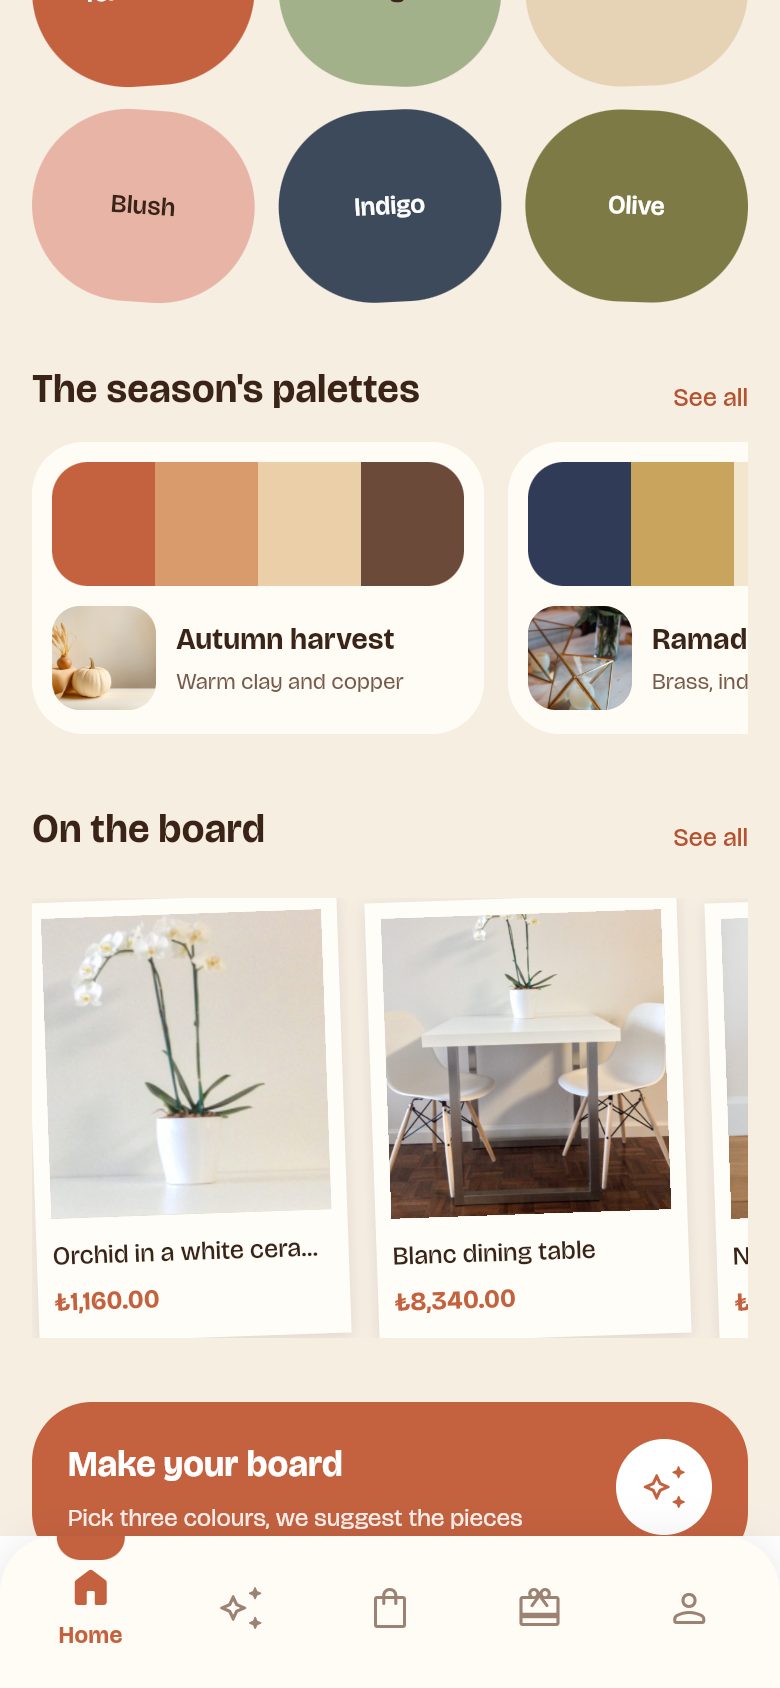 Blush
Indigo
Olive
The season's palettes
See all
Autumn harvest
Warm clay and copper
Ramad
Brass, ind
On the board
See all
Orchid in a white cera...
₺1,160.00
Blanc dining table
₺8,340.00
N
₺
Make your board
Pick three colours, we suggest the pieces
Home